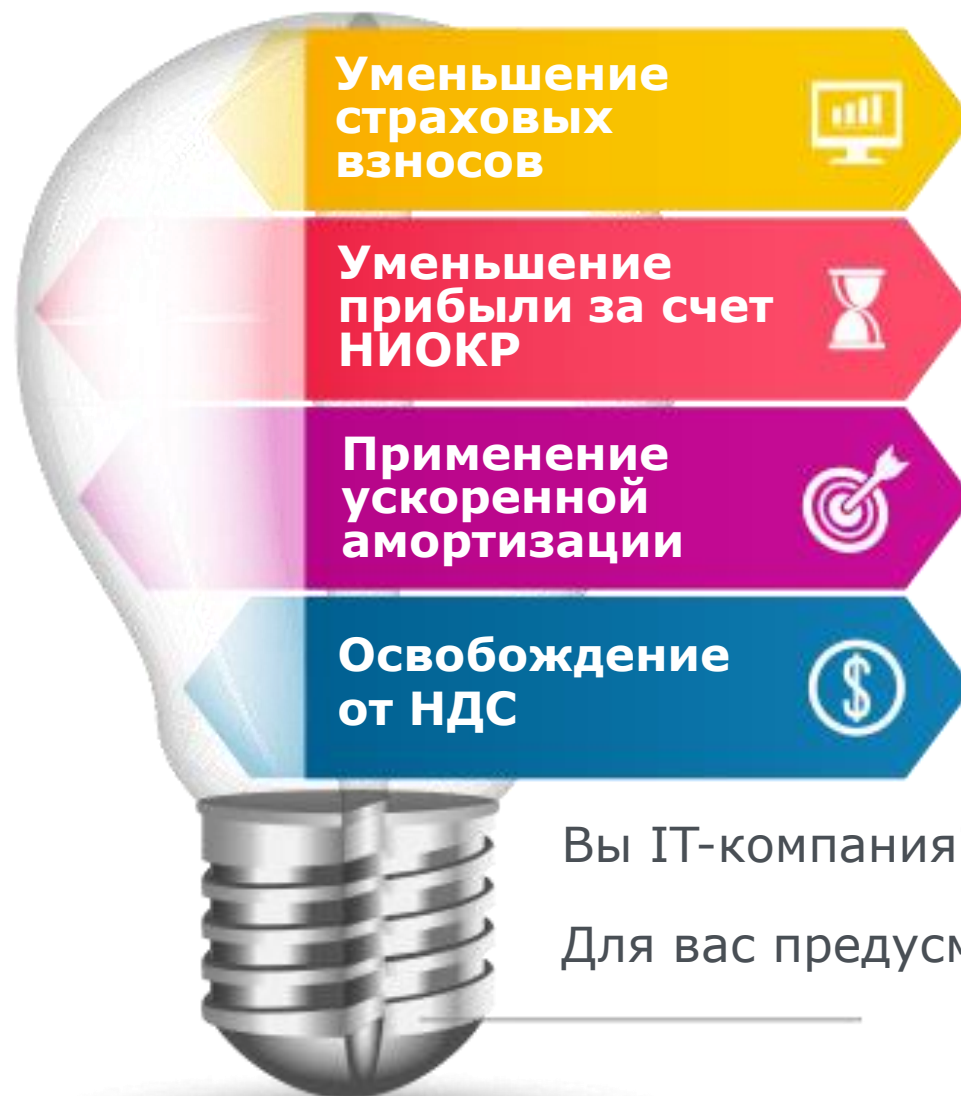 Уменьшение
страховых
взносов
Уменьшение
прибыли за счет
НИОКР
Применение
ускоренной
амортизации
Освобождение
от НДС
Вы IT-компания
Для вас предусм